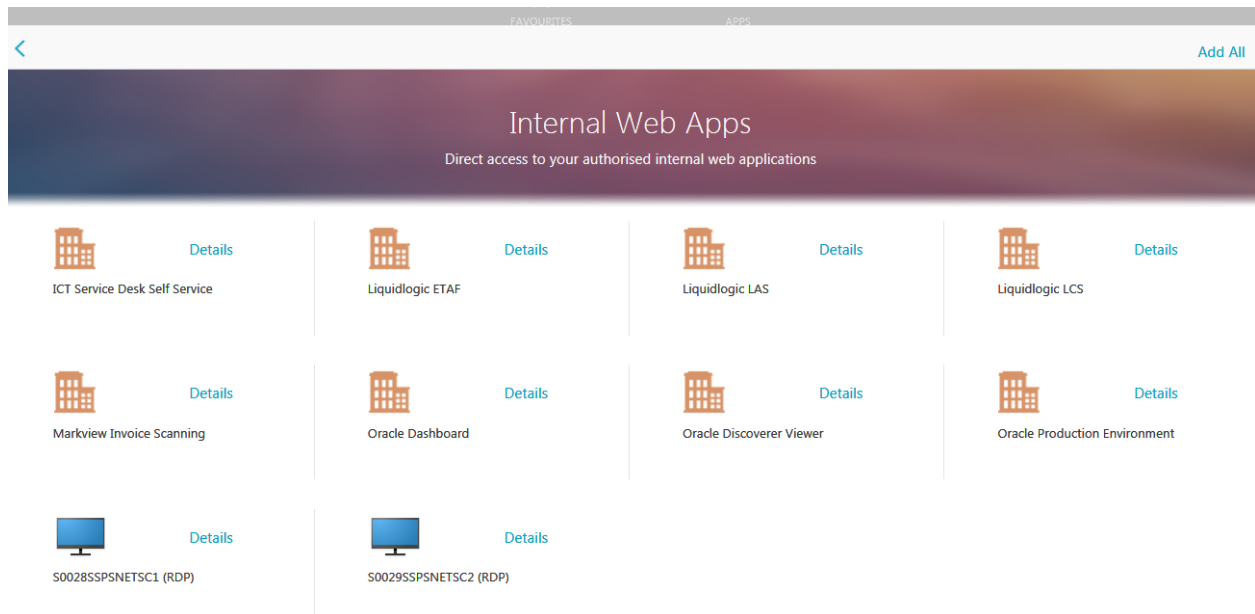 FAVOURITES APPS
Add All
Internal Web Apps
Direct access to your authorised internal web applications
Details Details Details Details
ICT Service Desk Self Service Liquidlogic ETAF Liquidlogic LAS Liquidlogic LCS
Details Details Details Details
Markview Invoice Scanning Oracle Dashboard Oracle Discoverer Viewer Oracle Production Environment
Details Details
S0028SSPSNETSC1 (RDP) S0029SSPSNETSC2 (RDP)